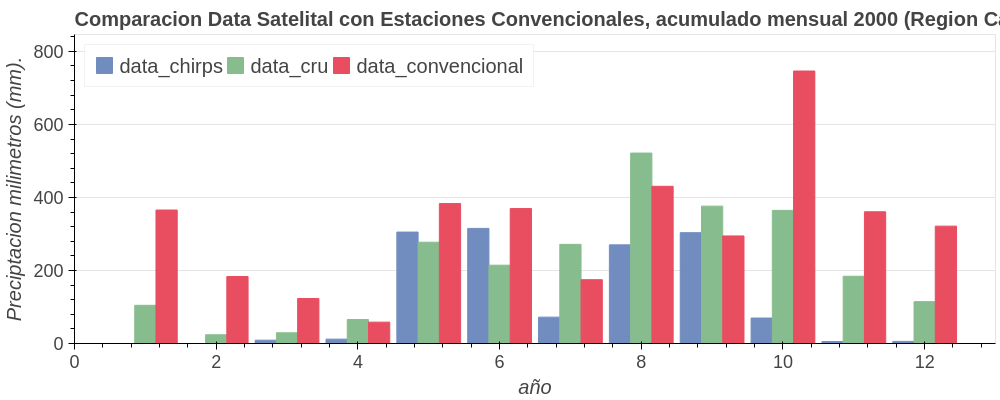 Comparacion Data Satelital con Estaciones Convencionales, acumulado mensual 2000 (Region Ca
data_chirps data_cru data_convencional
Preciptacion milimetros (mm).
800
600
400
200
0
0 2 4 6 8 10 12
año